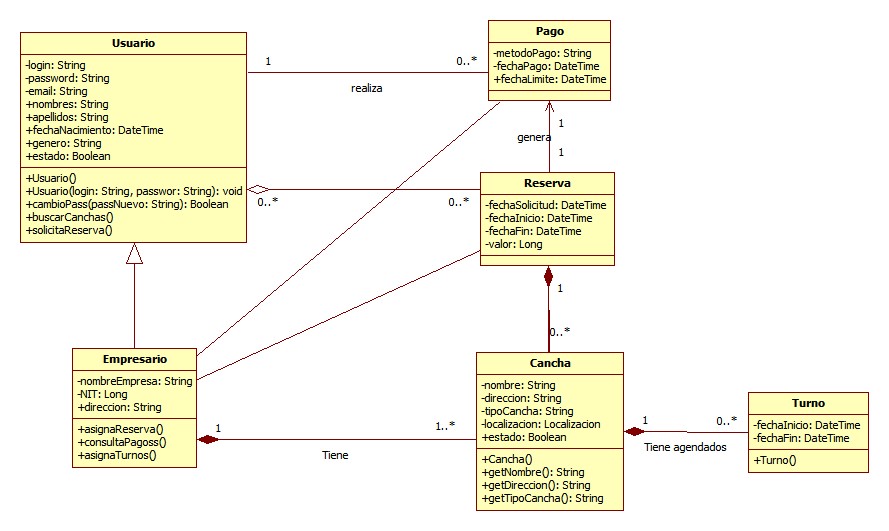 Usuario
-login: String
-password: String
-email: String
+nombres: String
+apellidos: String
+fechaNacimiento: DateTime
+genero: String
+estado: Boolean
+Usuario()
+Usuario(login: String, passwor: String): void
+cambioPass(passNuevo: String): Boolean
+buscarCanchas()
+solicitaReserva()
1
0..*
realiza
Pago
-metodoPago: String
-fechaPago: DateTime
+fechaLimite: DateTime
1
genera
1
0..*
0..*
Reserva
-fechaSolicitud: DateTime
-fechaInicio: DateTime
-fechaFin: DateTime
-valor: Long
1
0..*
Empresario
-nombreEmpresa: String
-NIT: Long
+direccion: String
+asignaReserva()
+consultaPagoss()
+asignaTurnos()
1
1..*
Tiene
Cancha
-nombre: String
-direccion: String
-tipoCancha: String
-localizacion: Localizacion
+estado: Boolean
+Cancha()
+getNombre(): String
+getDireccion(): String
+getTipoCancha(): String
1
0..*
Tiene agendados
Turno
-fechaInicio: DateTime
-fechaFin: DateTime
+Turno()